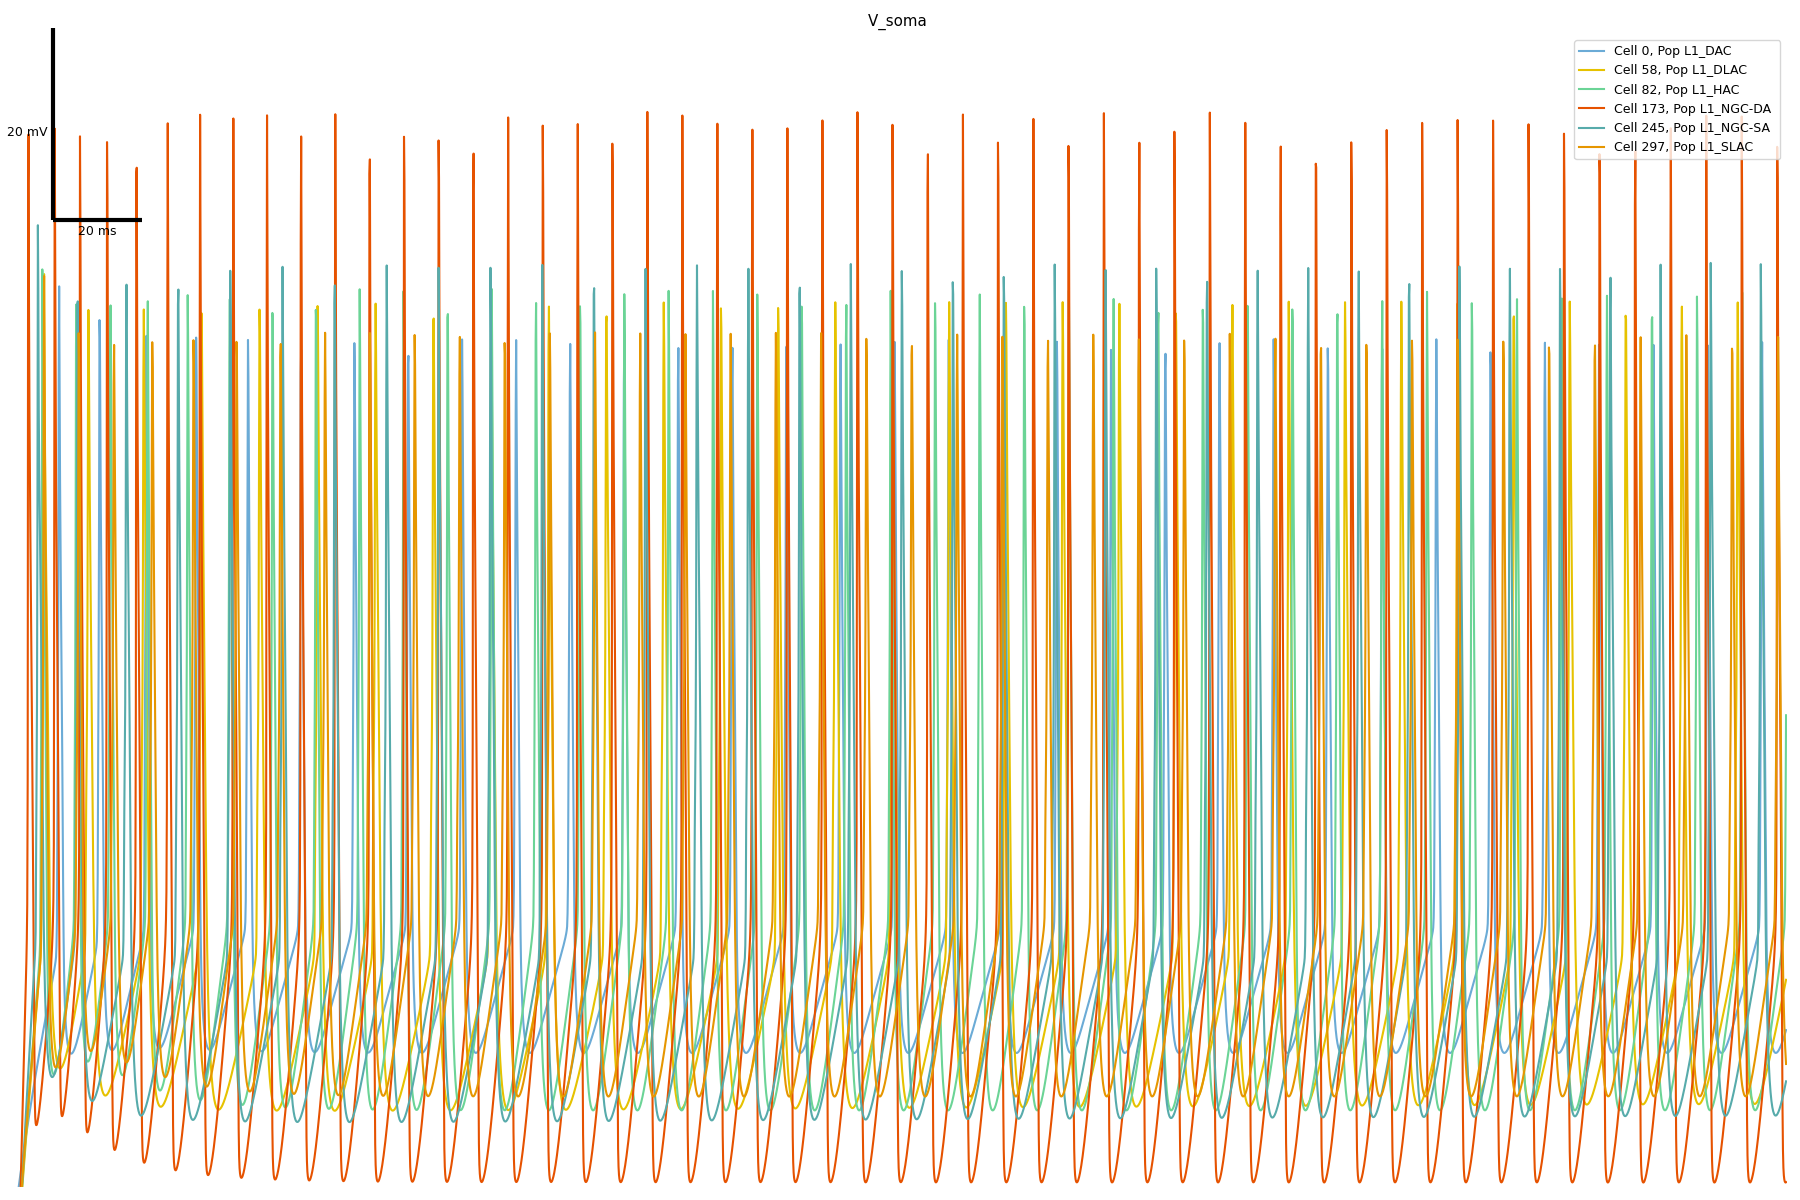 V_soma
Cell 0, Pop L1_DAC
Cell 58, Pop L1_DLAC
Cell 82, Pop L1_HAC
Cell 173, Pop L1_NGC-DA
Cell 245, Pop L1_NGC-SA
Cell 297, Pop L1_SLAC
20 mV
20 ms